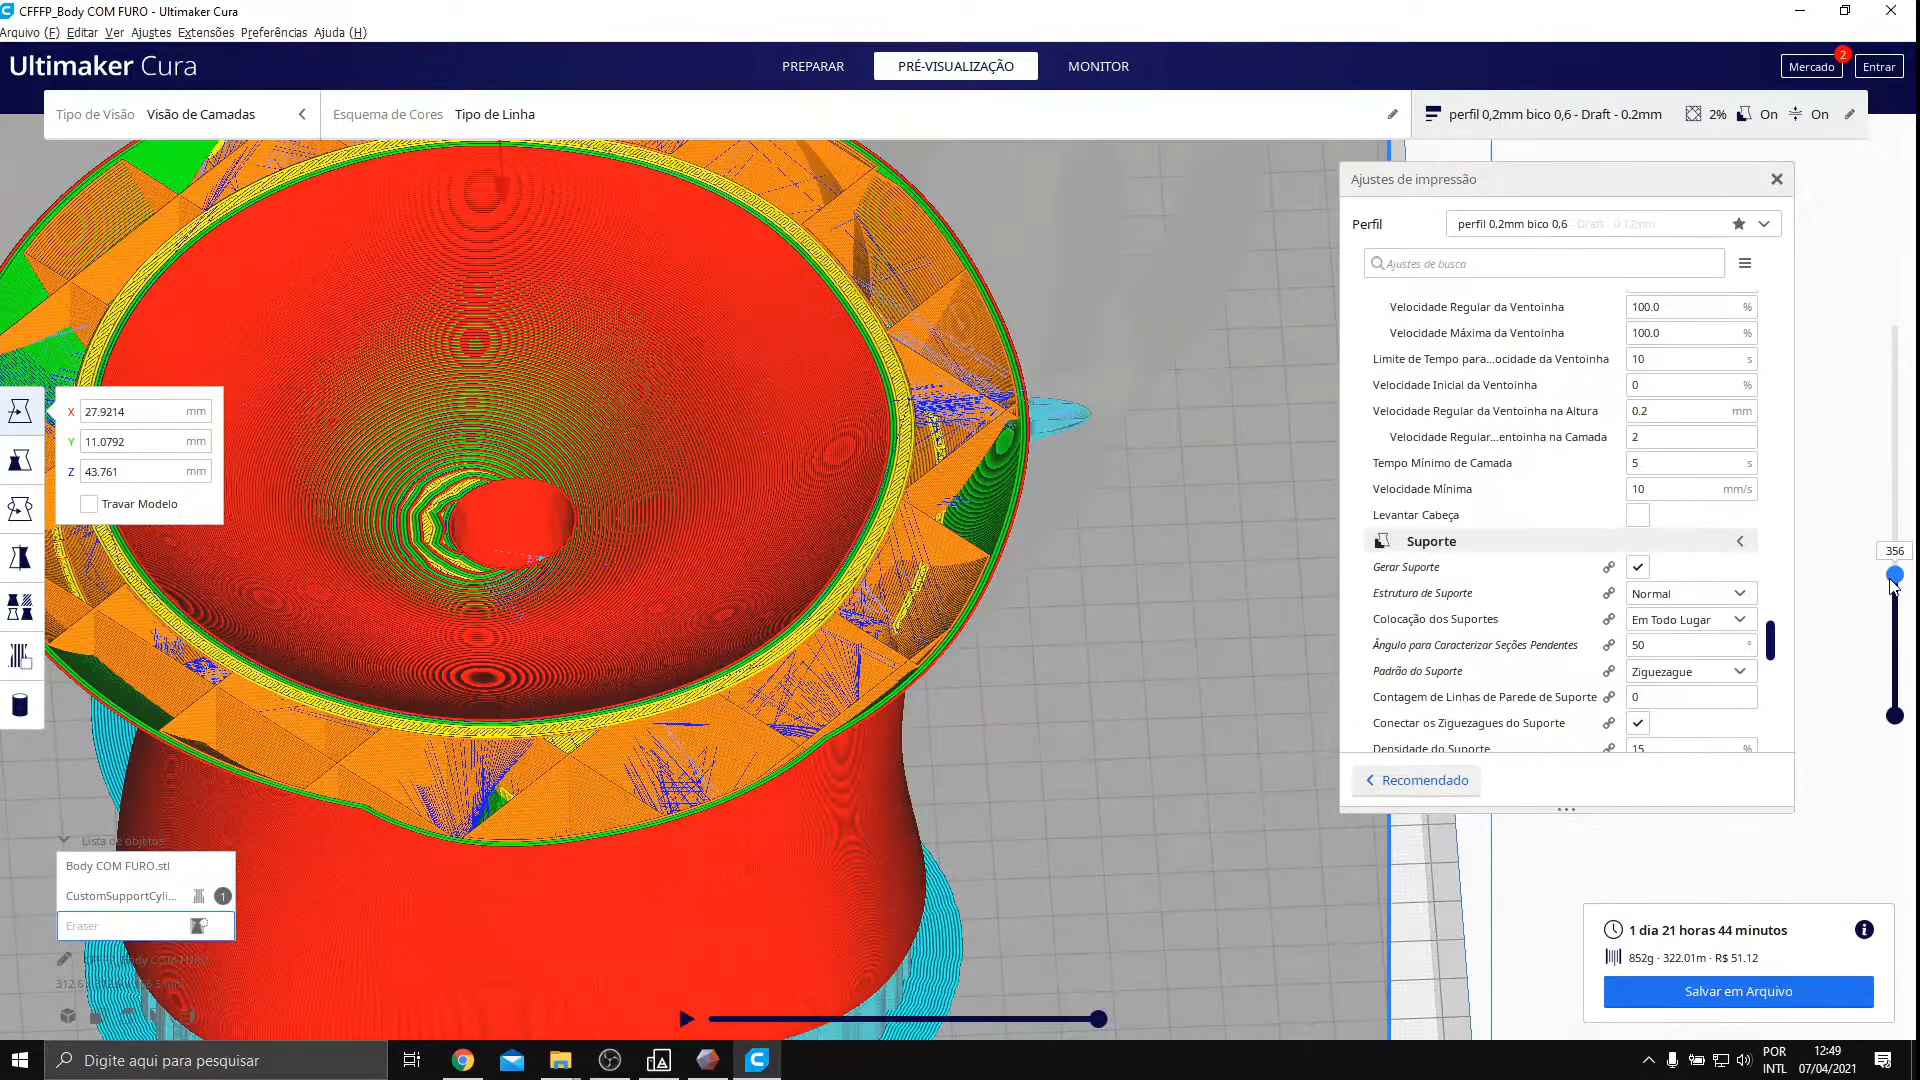 CFFFP_Body COM FURO - Ultimaker Cura
Arquivo (F) Editar Ver Ajustes Extensões Preferências Ajuda (H)
Ultimaker Cura
PREPARAR
PRÉ-VISUALIZAÇÃO
MONITOR
Mercado
2
Entrar
Tipo de Visão Visão de Camadas
Esquema de Cores Tipo de Linha
perfil 0,2mm bico 0,6 - Draft - 0.2mm
2%
On
On
Ajustes de impressão
Perfil
perfil 0,2mm bico 0,6 - Draft - 0.12mm
Ajustes de busca
Velocidade Regular da Ventoinha 100.0 %
Velocidade Máxima da Ventoinha 100.0 %
Limite de Tempo para...ocidade da Ventoinha 10 s
Velocidade Inicial da Ventoinha 0 %
Velocidade Regular da Ventoinha na Altura 0.2 mm
Velocidade Regular...entoinha na Camada 2
Tempo Mínimo de Camada 5 s
Velocidade Mínima 10 mm/s
Levantar Cabeça
Suporte
Gerar Suporte
Estrutura de Suporte Normal
Colocação dos Suportes Em Todo Lugar
Ângulo para Caracterizar Seções Pendentes 50 °
Padrão do Suporte Ziguezague
Contagem de Linhas de Parede de Suporte 0
Conectar os Ziguezagues do Suporte
Densidade do Suporte 15 %
Recomendado
356
X 27.9214 mm
Y 11.0792 mm
Z 43.761 mm
Travar Modelo
Lista de objetos
Body COM FURO.stl
CustomSupportCyli... 1
Eraser
CFFFP_Body COM FURO
1 dia 21 horas 44 minutos
852g · 322.01m · R$ 51.12
Salvar em Arquivo
Digite aqui para pesquisar
POR
INTL
12:49
07/04/2021